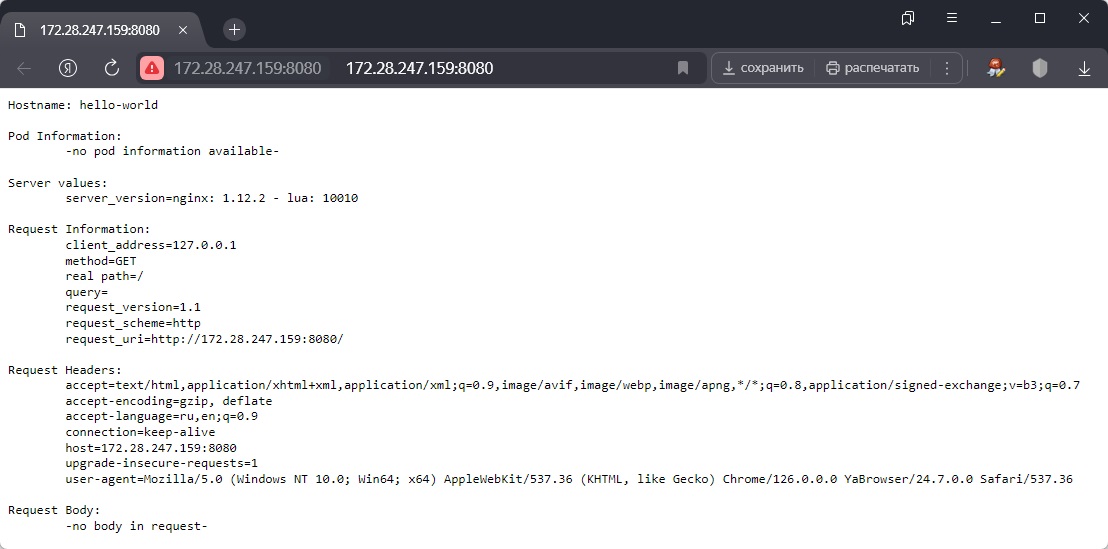 172.28.247.159:8080
Я 172.28.247.159:8080 172.28.247.159:8080 сохранить распечатать
Hostname: hello-world
Pod Information:
-no pod information available-
Server values:
server_version=nginx: 1.12.2 - lua: 10010
Request Information:
client_address=127.0.0.1
method=GET
real path=/
query=
request_version=1.1
request_scheme=http
request_uri=http://172.28.247.159:8080/
Request Headers:
accept=text/html,application/xhtml+xml,application/xml;q=0.9,image/avif,image/webp,image/apng,*/*;q=0.8,application/signed-exchange;v=b3;q=0.7
accept-encoding=gzip, deflate
accept-language=ru,en;q=0.9
connection=keep-alive
host=172.28.247.159:8080
upgrade-insecure-requests=1
user-agent=Mozilla/5.0 (Windows NT 10.0; Win64; x64) AppleWebKit/537.36 (KHTML, like Gecko) Chrome/126.0.0.0 YaBrowser/24.7.0.0 Safari/537.36
Request Body:
-no body in request-